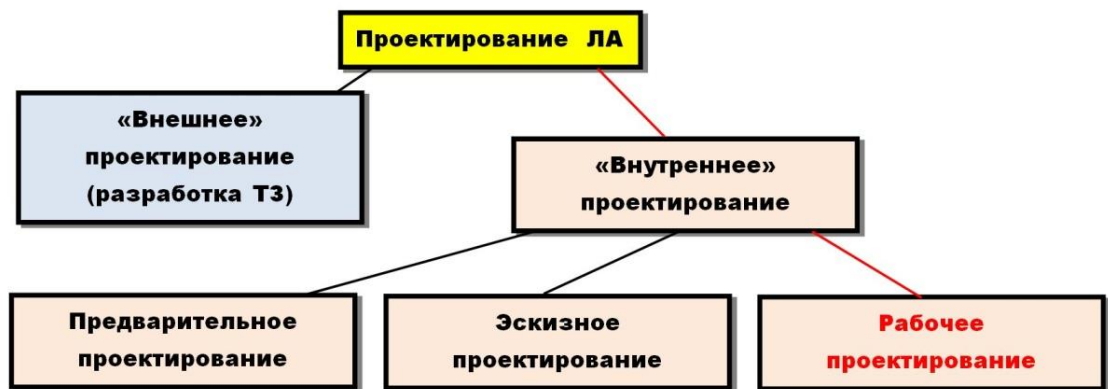 Проектирование ЛА
«Внешнее»
проектирование
(разработка ТЗ)
«Внутреннее»
проектирование
Предварительное
проектирование
Эскизное
проектирование
Рабочее
проектирование